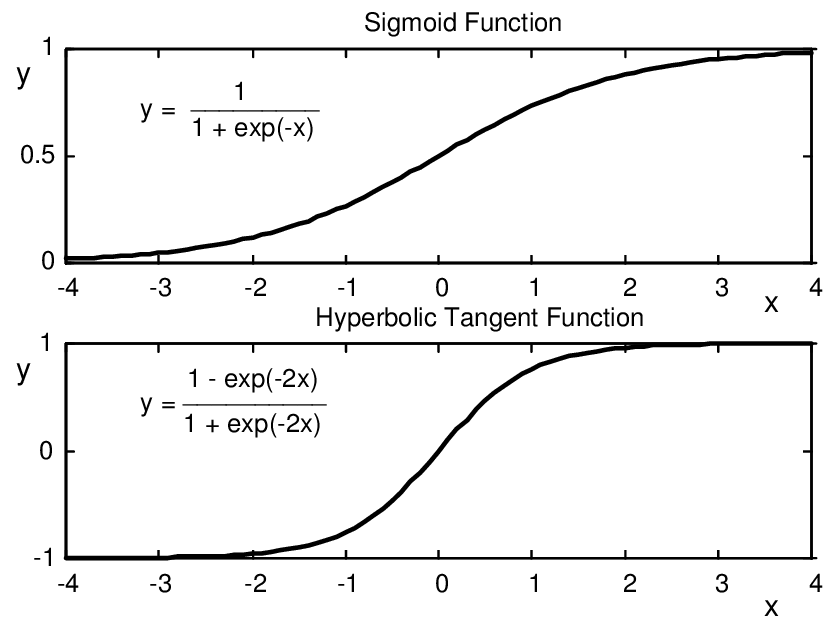 Sigmoid Function
1
y
y = 1
1 + exp(-x)
0.5
0
-4 -3 -2 -1 0 1 2 3 4
x
Hyperbolic Tangent Function
1
y
1 - exp(-2x)
y =
1 + exp(-2x)
0
-1
-4 -3 -2 -1 0 1 2 3 4
x